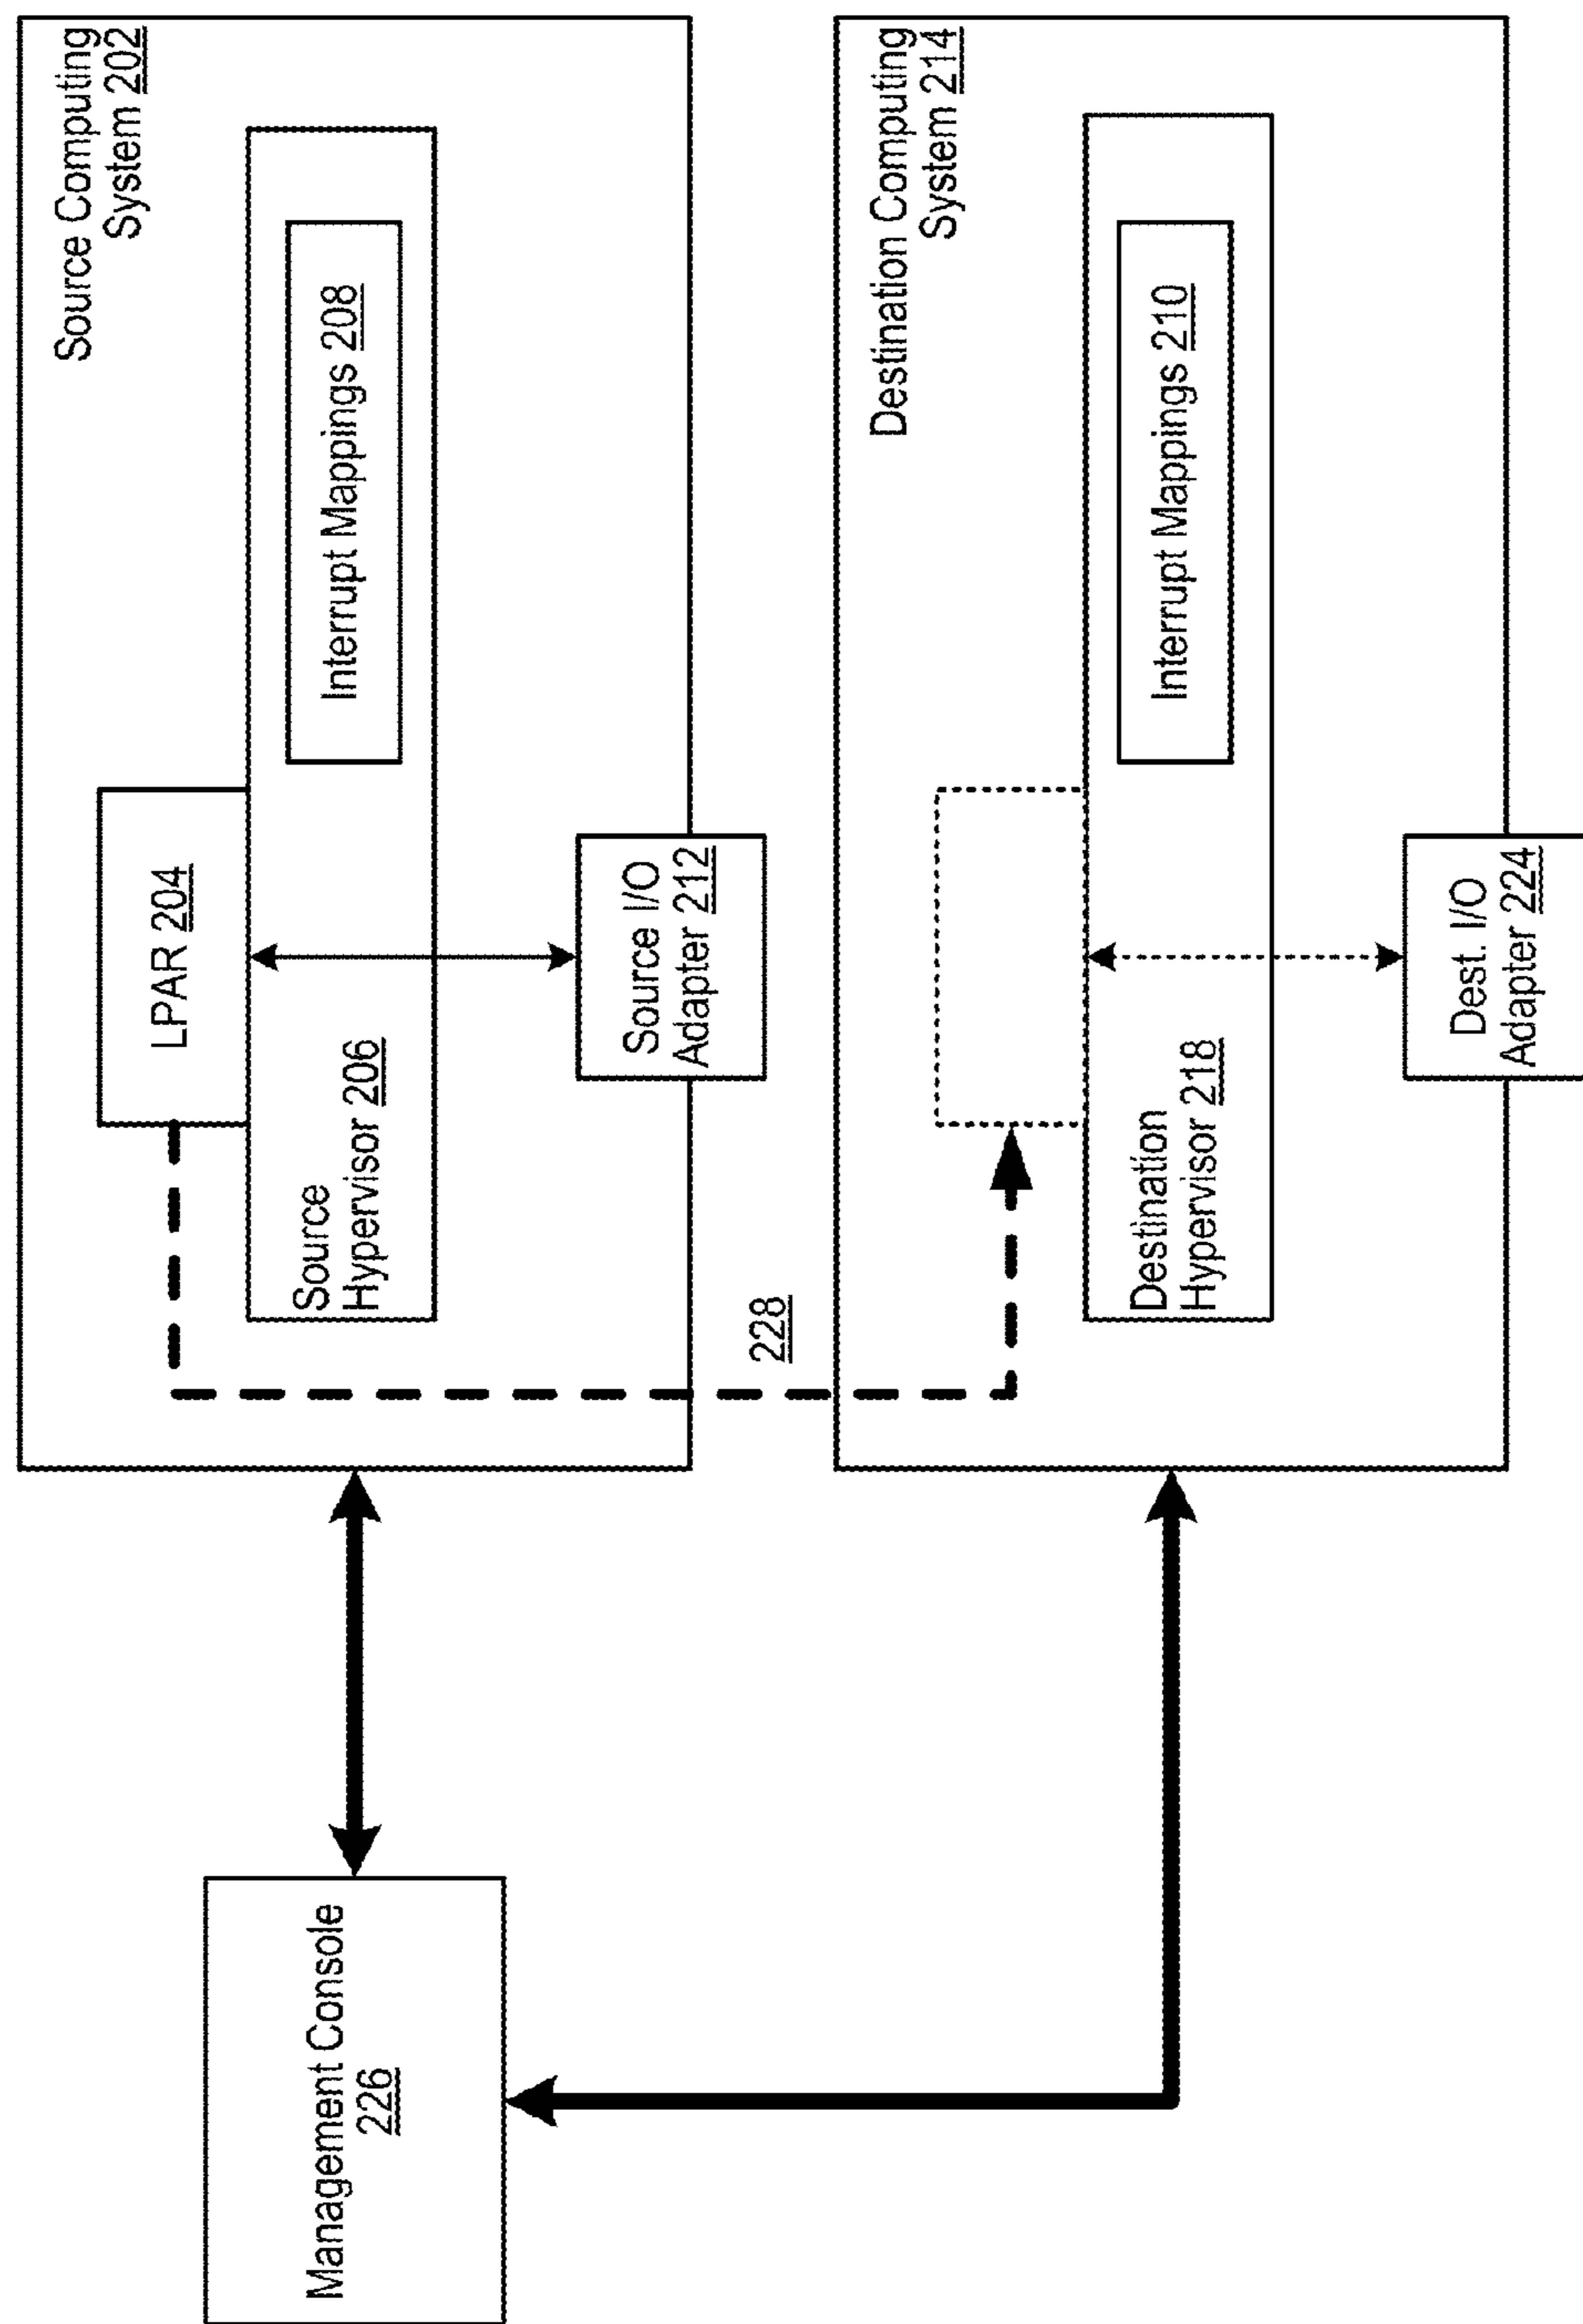 Source Computing
System 202
LPAR 204
Interrupt Mappings 208
Source
Hypervisor 206
Source I/O
Adapter 212
Management Console
226
228
Destination Computing
System 214
Interrupt Mappings 210
Destination
Hypervisor 218
Dest. I/O
Adapter 224